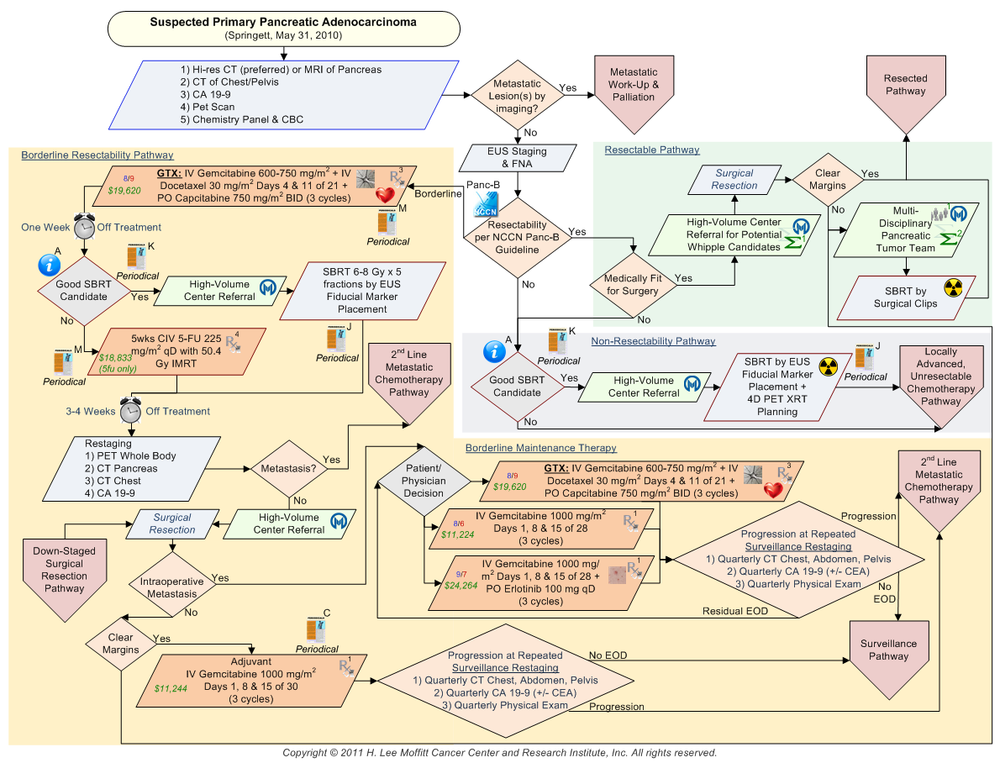 Suspected Primary Pancreatic Adenocarcinoma
(Springett, May 31, 2010)
1) Hi-res CT (preferred) or MRI of Pancreas
2) CT of Chest/Pelvis
3) CA 19-9
4) Pet Scan
5) Chemistry Panel & CBC
Metastatic
Lesion(s) by
imaging?
Yes
No
Metastatic
Work-Up &
Palliation
Resected
Pathway
EUS Staging
& FNA
Panc-B
NCCN
Borderline
Resectability
per NCCN Panc-B
Guideline
Yes
No
Resectable Pathway
Surgical
Resection
Clear
Margins
Yes
No
High-Volume Center
Referral for Potential
Whipple Candidates
M
Σ1
Multi-
Disciplinary
Pancreatic
Tumor Team
1
M
Σ2
Medically Fit
for Surgery
Yes
No
SBRT by
Surgical Clips
Borderline Resectability Pathway
8/9
$19,620
GTX: IV Gemcitabine 600-750 mg/m2 + IV
Docetaxel 30 mg/m2 Days 4 & 11 of 21 +
PO Capcitabine 750 mg/m2 BID (3 cycles)
Rx3
M
Periodical
One Week
Off Treatment
A
i
K
Periodical
Good SBRT
Candidate
Yes
No
High-Volume
Center Referral
M
SBRT 6-8 Gy x 5
fractions by EUS
Fiducial Marker
Placement
J
Periodical
M
Periodical
$18,833
(5fu only)
5wks CIV 5-FU 225
mg/m2 qD with 50.4
Gy IMRT
Rx4
3-4 Weeks
Off Treatment
2nd Line
Metastatic
Chemotherapy
Pathway
Non-Resectability Pathway
A
i
K
Periodical
Good SBRT
Candidate
Yes
No
High-Volume
Center Referral
M
SBRT by EUS
Fiducial Marker
Placement +
4D PET XRT
Planning
J
Periodical
Locally
Advanced,
Unresectable
Chemotherapy
Pathway
Restaging
1) PET Whole Body
2) CT Pancreas
3) CT Chest
4) CA 19-9
Metastasis?
Yes
No
High-Volume
Center Referral
M
Surgical
Resection
Down-Staged
Surgical
Resection
Pathway
Intraoperative
Metastasis
Yes
No
Clear
Margins
Yes
C
Periodical
Adjuvant
IV Gemcitabine 1000 mg/m2
Days 1, 8 & 15 of 30
(3 cycles)
$11,244
Rx1
Borderline Maintenance Therapy
Patient/
Physician
Decision
8/9
$19,620
GTX: IV Gemcitabine 600-750 mg/m2 + IV
Docetaxel 30 mg/m2 Days 4 & 11 of 21 +
PO Capcitabine 750 mg/m2 BID (3 cycles)
Rx3
8/6
$11,224
IV Gemcitabine 1000 mg/m2
Days 1, 8 & 15 of 28
(3 cycles)
Rx1
9/7
$24,264
IV Gemcitabine 1000 mg/
m2 Days 1, 8 & 15 of 28 +
PO Erlotinib 100 mg qD
(3 cycles)
Rx1
Progression at Repeated
Surveillance Restaging
1) Quarterly CT Chest, Abdomen, Pelvis
2) Quarterly CA 19-9 (+/- CEA)
3) Quarterly Physical Exam
Progression
No
EOD
Residual EOD
2nd Line
Metastatic
Chemotherapy
Pathway
Surveillance
Pathway
Progression at Repeated
Surveillance Restaging
1) Quarterly CT Chest, Abdomen, Pelvis
2) Quarterly CA 19-9 (+/- CEA)
3) Quarterly Physical Exam
No EOD
Progression
Copyright © 2011 H. Lee Moffitt Cancer Center and Research Institute, Inc. All rights reserved.